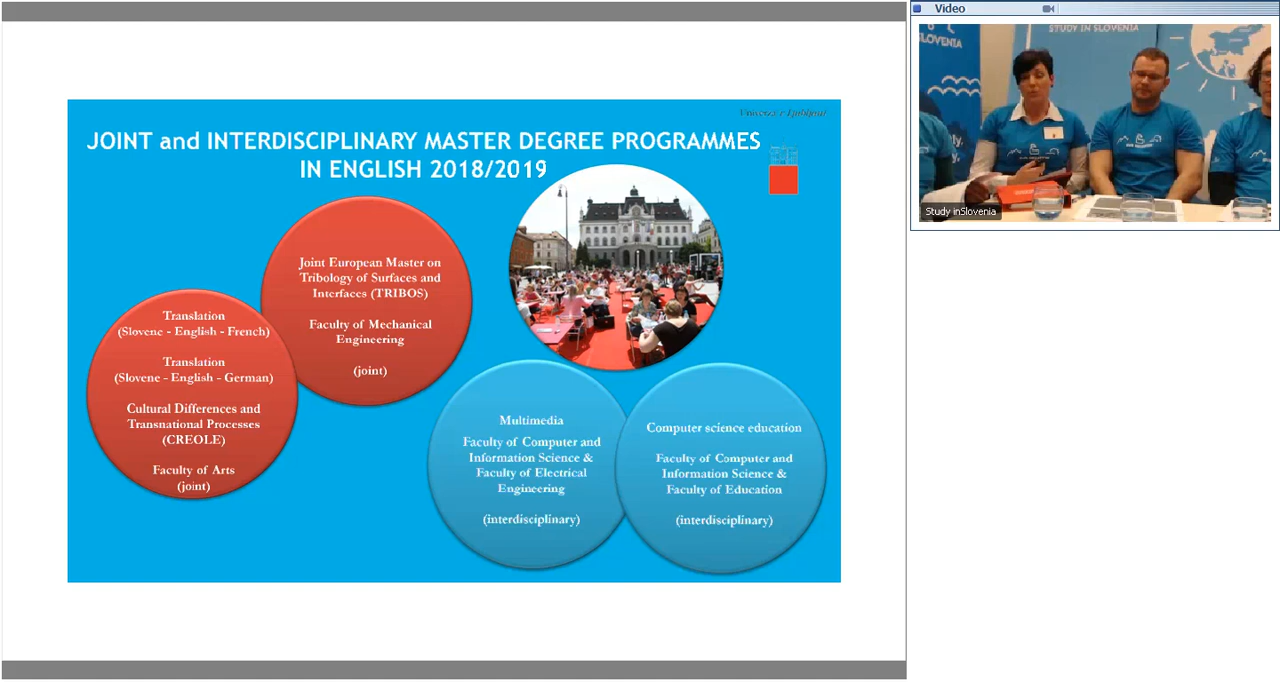 JOINT and INTERDISCIPLINARY MASTER DEGREE PROGRAMMES
IN ENGLISH 2018/2019
Joint European Master on
Tribology of Surfaces and
Interfaces (TRIBOS)
Faculty of Mechanical
Engineering
(joint)
Translation
(Slovene - English - French)
Translation
(Slovene - English - German)
Cultural Differences and
Transnational Processes
(CREOLE)
Faculty of Arts
(joint)
Multimedia
Faculty of Computer and
Information Science &
Faculty of Electrical
Engineering
(interdisciplinary)
Computer science education
Faculty of Computer and
Information Science &
Faculty of Education
(interdisciplinary)
Video
SLOVENIA
STUDY IN SLOVENIA
Study inSlovenia